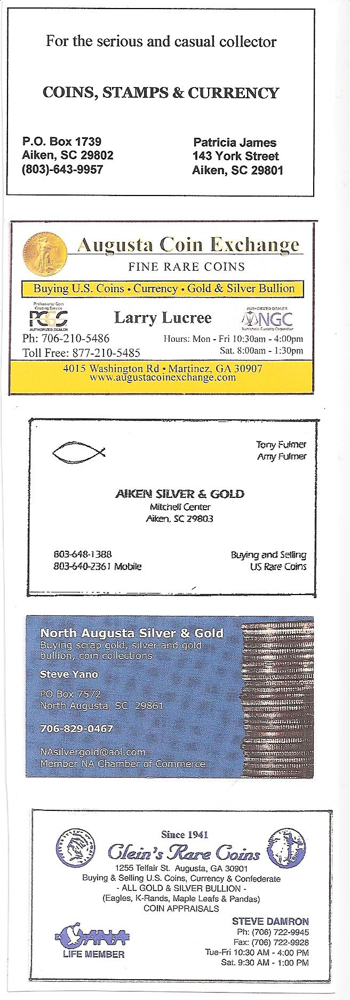 For the serious and casual collector
COINS, STAMPS & CURRENCY
P.O. Box 1739
Aiken, SC 29802
(803)-643-9957
Patricia James
143 York Street
Aiken, SC 29801
Augusta Coin Exchange
FINE RARE COINS
Buying U.S. Coins • Currency • Gold & Silver Bullion
Professional Coin
Grading Service
PCGS
AUTHORIZED DEALER
Larry Lucree
AUTHORIZED DEALER
NGC
Numismatic Guaranty Corporation
Ph: 706-210-5486
Toll Free: 877-210-5485
Hours: Mon - Fri 10:30am - 4:00pm
Sat. 8:00am - 1:30pm
4015 Washington Rd • Martinez, GA 30907
www.augustacoinexchange.com
Tony Fulmer
Amy Fulmer
AIKEN SILVER & GOLD
Mitchell Center
Aiken, SC 29803
803-648-1388
803-640-2361 Mobile
Buying and Selling
US Rare Coins
North Augusta Silver & Gold
Buying scrap gold, silver and gold
bullion, coin collections
Steve Yano
PO Box 7572
North Augusta, SC 29861
706-829-0467
NAsilvergold@aol.com
Member NA Chamber of Commerce
Since 1941
Clein's Rare Coins
1255 Telfair St. Augusta, GA 30901
Buying & Selling U.S. Coins, Currency & Confederate
- ALL GOLD & SILVER BULLION -
(Eagles, K-Rands, Maple Leafs & Pandas)
COIN APPRAISALS
ANA
LIFE MEMBER
STEVE DAMRON
Ph: (706) 722-9945
Fax: (706) 722-9928
Tue-Fri 10:30 AM - 4:00 PM
Sat. 9:30 AM - 1:00 PM